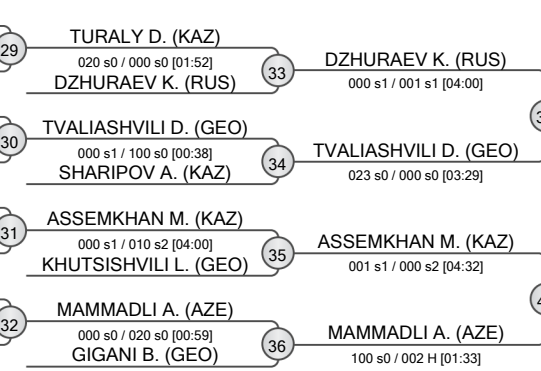 29
TURALY D. (KAZ)
020 s0 / 000 s0 [01:52]
DZHURAEV K. (RUS)
33
DZHURAEV K. (RUS)
000 s1 / 001 s1 [04:00]
30
TVALIASHVILI D. (GEO)
000 s1 / 100 s0 [00:38]
SHARIPOV A. (KAZ)
34
TVALIASHVILI D. (GEO)
023 s0 / 000 s0 [03:29]
31
ASSEMKHAN M. (KAZ)
000 s1 / 010 s2 [04:00]
KHUTSISHVILI L. (GEO)
35
ASSEMKHAN M. (KAZ)
001 s1 / 000 s2 [04:32]
32
MAMMADLI A. (AZE)
000 s0 / 020 s0 [00:59]
GIGANI B. (GEO)
36
MAMMADLI A. (AZE)
100 s0 / 002 H [01:33]